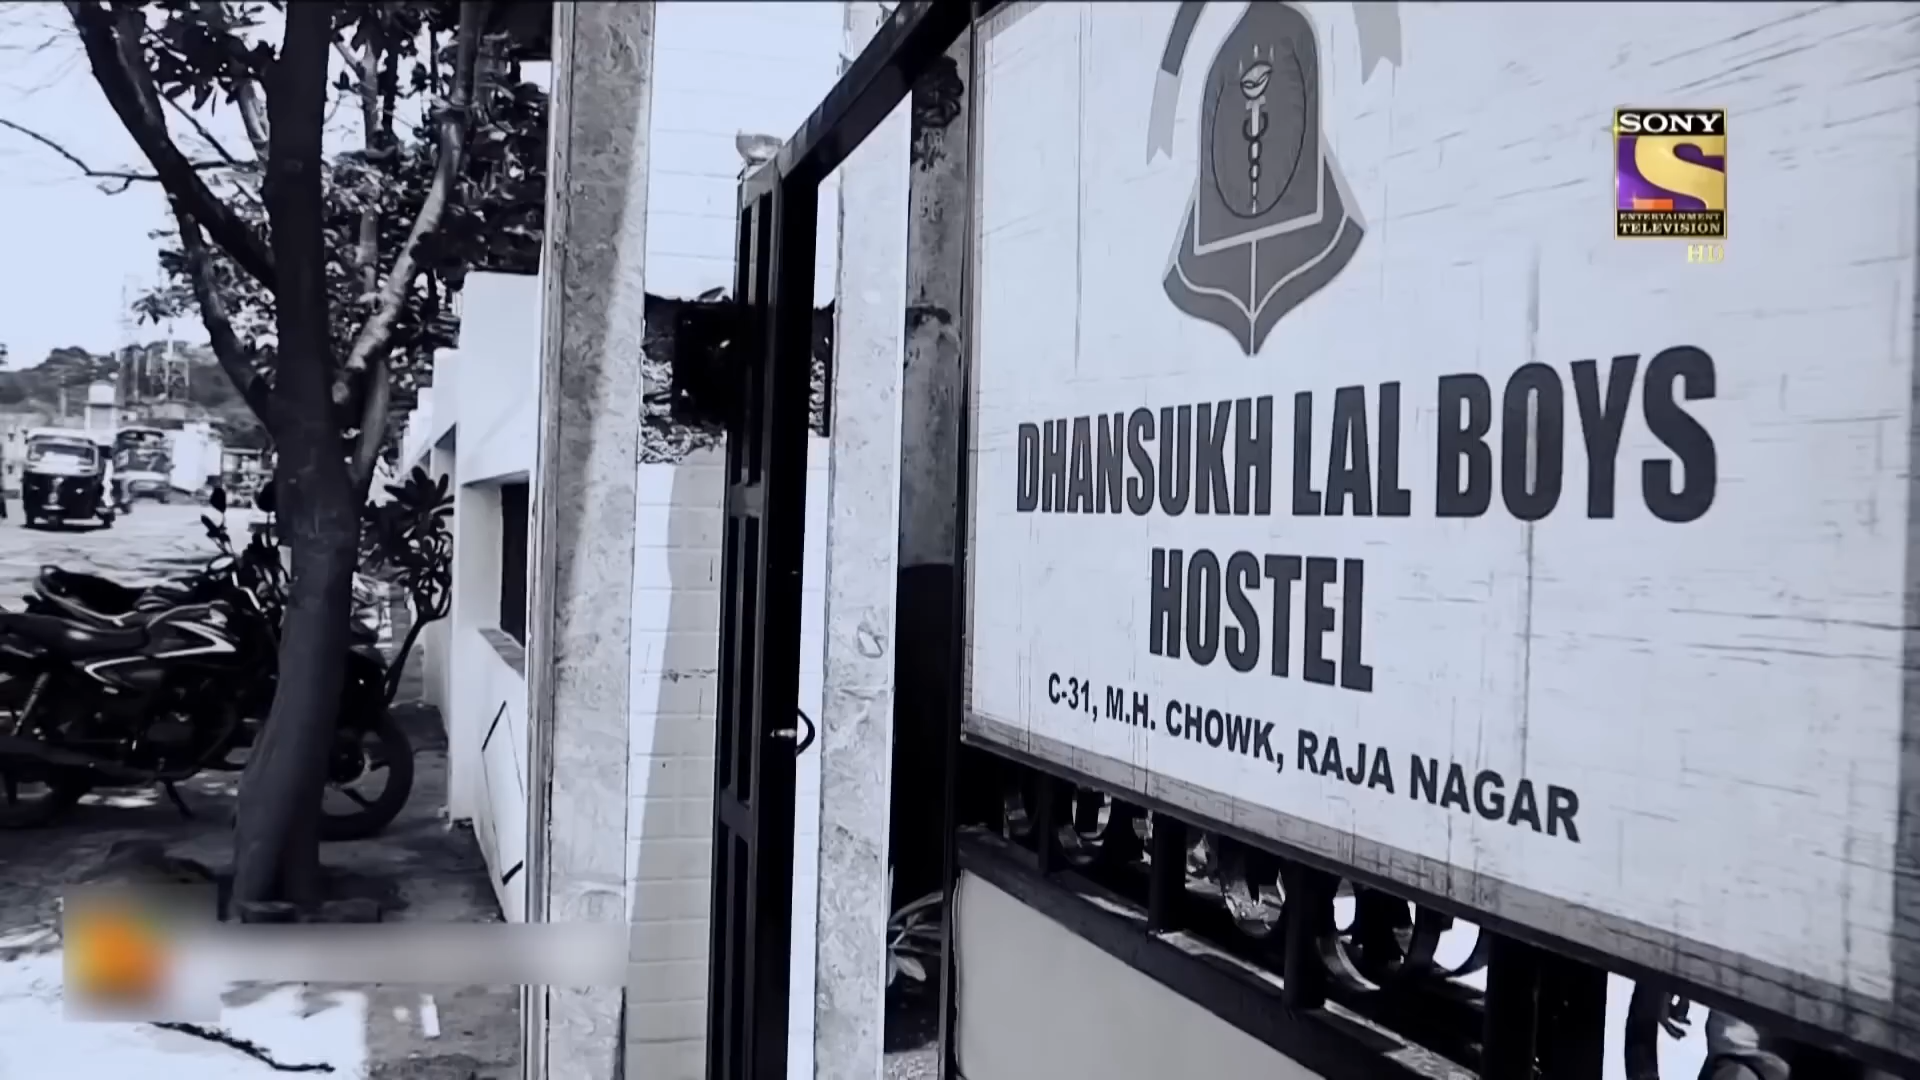 SONY
ENTERTAINMENT
TELEVISION
HD
DHANSUKH LAL BOYS
HOSTEL
C-31, M.H. CHOWK, RAJA NAGAR